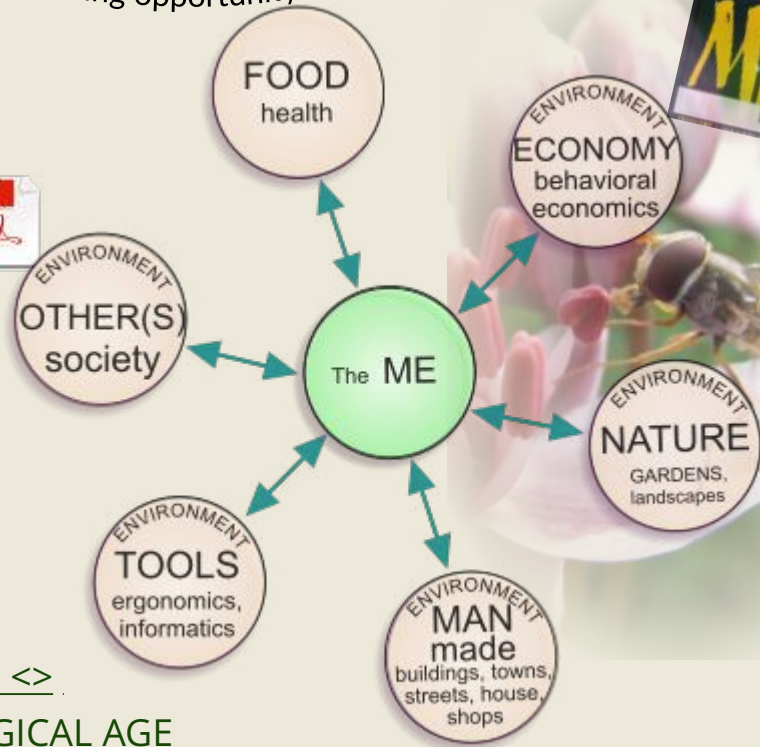 opportunity
FOOD
health
ENVIRONMENT
ECONOMY
behavioral
economics
ENVIRONMENT
OTHER(S)
society
The ME
ENVIRONMENT
NATURE
GARDENS,
landscapes
ENVIRONMENT
TOOLS
ergonomics,
informatics
ENVIRONMENT
MAN
made
buildings, towns,
streets, house,
shops
<>
GICAL AGE